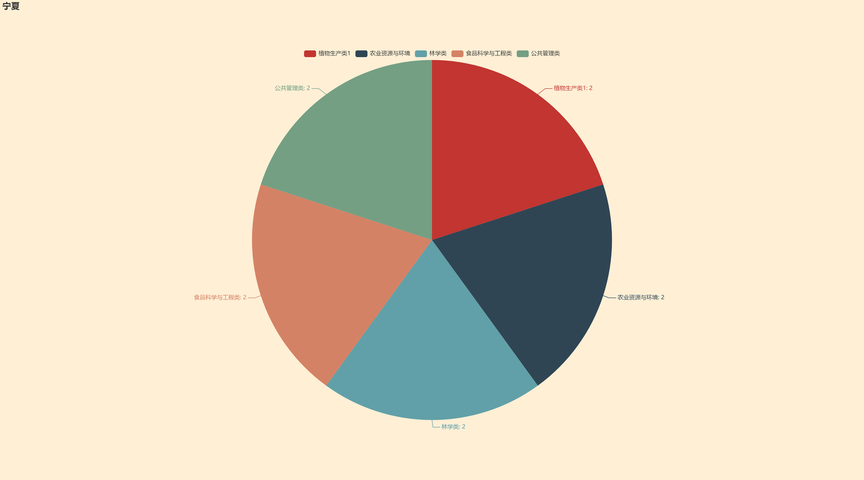 宁夏
植物生产类1 农业资源与环境 林学类 食品科学与工程类 公共管理类
公共管理类: 2
植物生产类1: 2
食品科学与工程类: 2
农业资源与环境: 2
林学类: 2